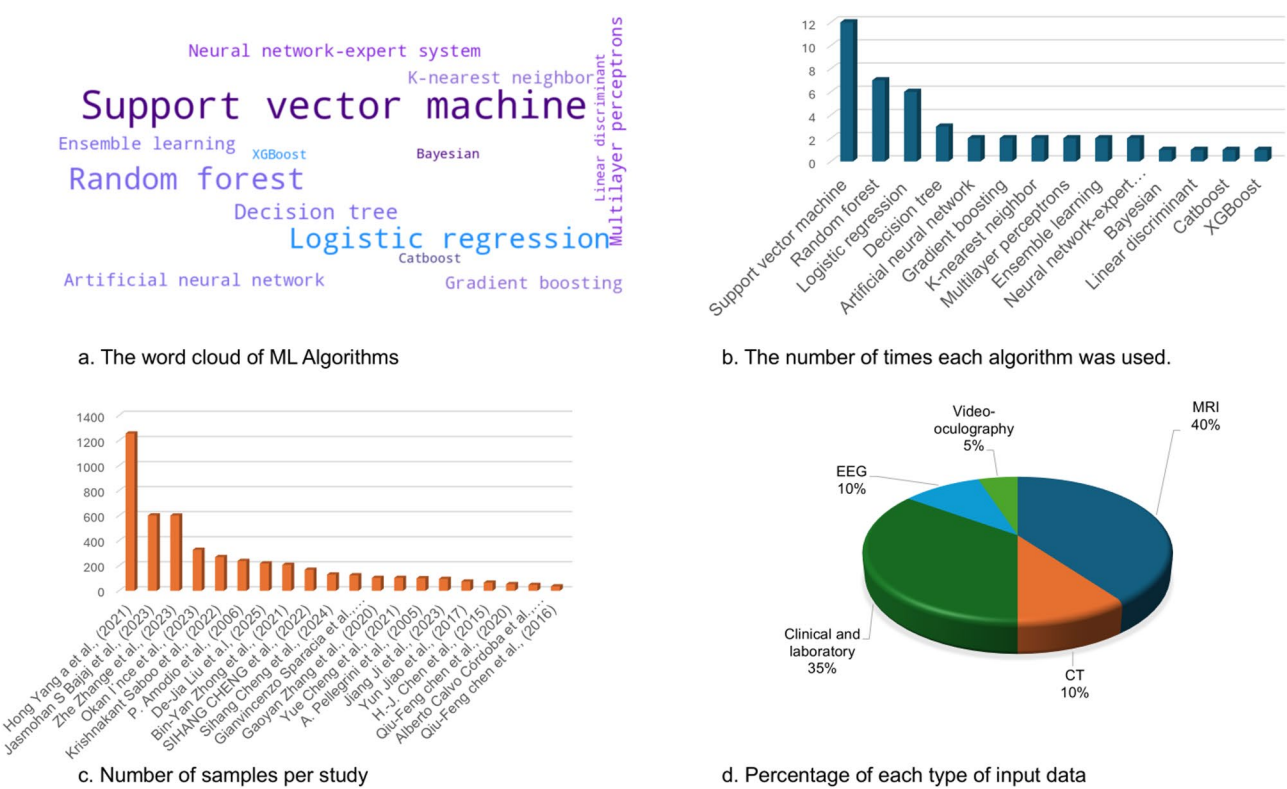 Neural network-expert system
K-nearest neighbor
Support vector machine
Linear discriminant
Multilayer perceptrons
Ensemble learning
XGBoost
Bayesian
Random forest
Decision tree
Logistic regression
Catboost
Artificial neural network
Gradient boosting
a. The word cloud of ML Algorithms
12
10
8
6
4
2
0
Support vector machine
Random forest
Logistic regression
Decision tree
Artificial neural network
Gradient boosting
K-nearest neighbor
Multilayer perceptrons
Ensemble learning
Neural network-expert...
Bayesian
Linear discriminant
Catboost
XGBoost
b. The number of times each algorithm was used.
1400
1200
1000
800
600
400
200
0
Hong Yang a et al., (2021)
Jasmohan S Bajaj et al., (2023)
Zhe Zhange et al., (2023)
Okan İ'nce et al., (2023)
Krishnakant Saboo et al., (2022)
P. Amodio et al., (2006)
De-Jia Liu et al., (2025)
Bin-Yan Zhong et al., (2021)
SIHANG CHENG et al., (2022)
Sihang Cheng et al., (2024)
Gianvincenzo Sparacia et al.,...
Gaoyan Zhang et al., (2020)
Yue Cheng et al., (2021)
A. Pellegrini et al., (2005)
Jiang Ji et al., (2023)
Yun Jiao et al., (2017)
H.-J. Chen et al., (2015)
Qiu-Feng chen et al., (2020)
Alberto Calvo Córdoba et al.,...
Qiu-Feng chen et al., (2016)
c. Number of samples per study
Video-
oculography
5%
MRI
40%
EEG
10%
Clinical and
laboratory
35%
CT
10%
d. Percentage of each type of input data